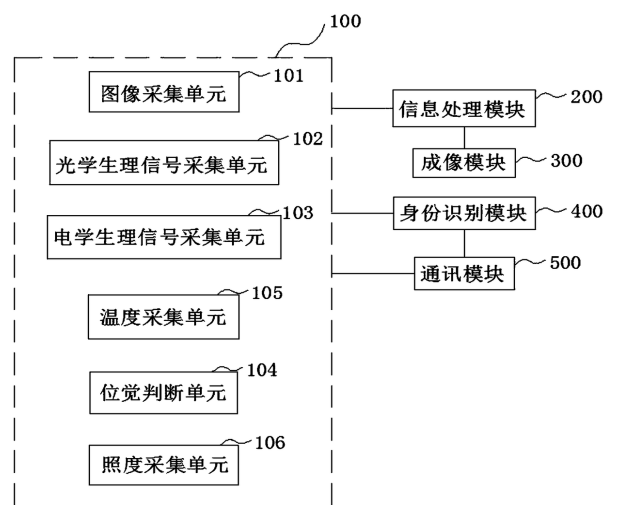 100
图像采集单元
101
光学生理信号采集单元
102
电学生理信号采集单元
103
温度采集单元
105
位觉判断单元
104
照度采集单元
106
信息处理模块
200
成像模块
300
身份识别模块
400
通讯模块
500